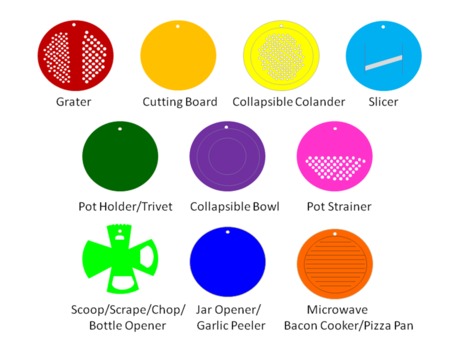 Grater
Cutting Board
Collapsible Colander
Slicer
Pot Holder/Trivet
Collapsible Bowl
Pot Strainer
Scoop/Scrape/Chop/
Bottle Opener
Jar Opener/
Garlic Peeler
Microwave
Bacon Cooker/Pizza Pan